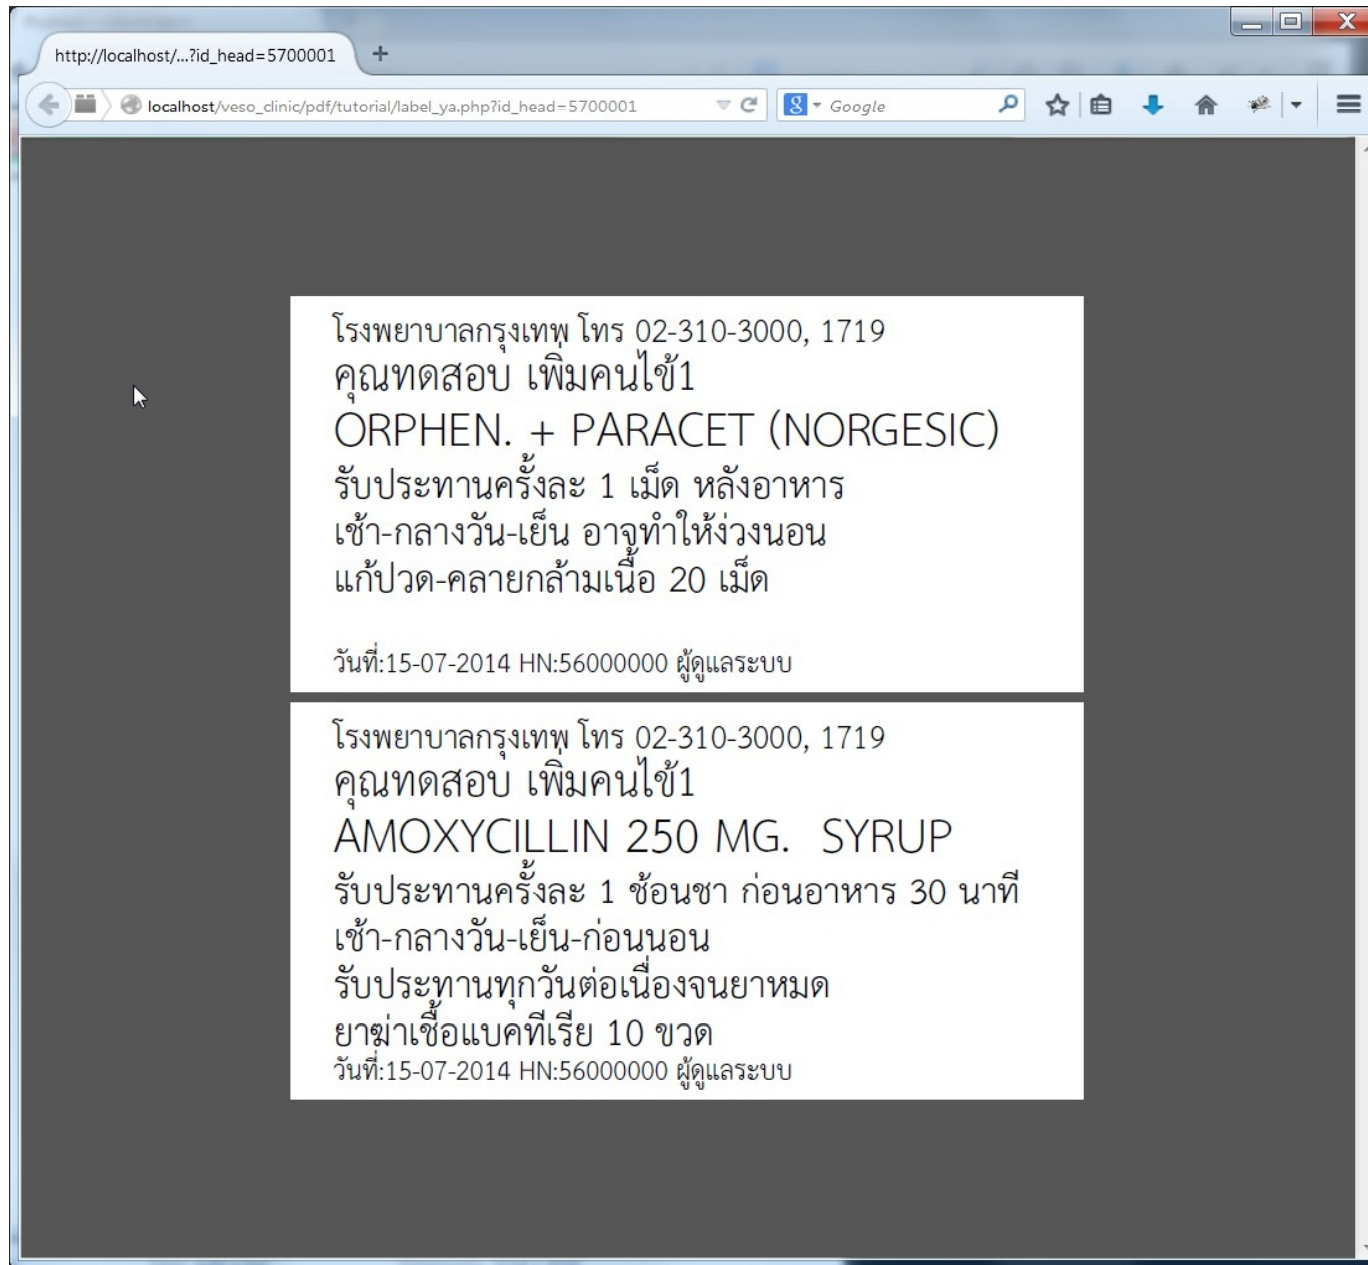 http://localhost/...?id_head=5700001
localhost/veso_clinic/pdf/tutorial/label_ya.php?id_head=5700001
Google
โรงพยาบาลกรุงเทพ โทร 02-310-3000, 1719
คุณทดสอบ เพิ่มคนไข้1
ORPHEN. + PARACET (NORGESIC)
รับประทานครั้งละ 1 เม็ด หลังอาหาร
เช้า-กลางวัน-เย็น อาจทำให้ง่วงนอน
แก้ปวด-คลายกล้ามเนื้อ 20 เม็ด
วันที่:15-07-2014 HN:56000000 ผู้ดูแลระบบ
โรงพยาบาลกรุงเทพ โทร 02-310-3000, 1719
คุณทดสอบ เพิ่มคนไข้1
AMOXYCILLIN 250 MG.  SYRUP
รับประทานครั้งละ 1 ช้อนชา ก่อนอาหาร 30 นาที
เช้า-กลางวัน-เย็น-ก่อนนอน
รับประทานทุกวันต่อเนื่องจนยาหมด
ยาฆ่าเชื้อแบคทีเรีย 10 ขวด
วันที่:15-07-2014 HN:56000000 ผู้ดูแลระบบ